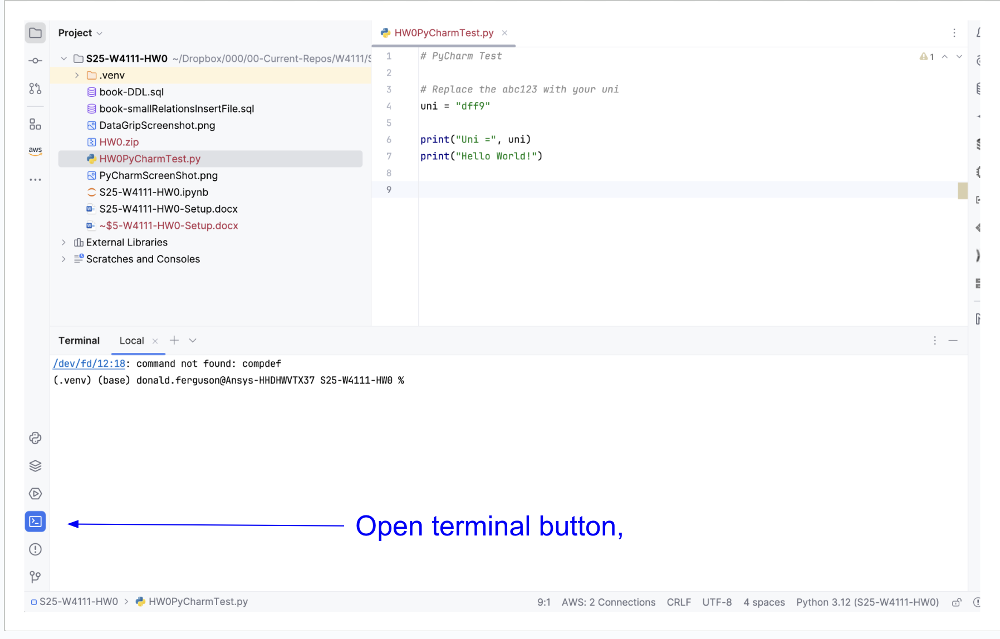 Project
HW0PyCharmTest.py
S25-W4111-HW0 ~/Dropbox/000/00-Current-Repos/W4111/S
.venv
book-DDL.sql
book-smallRelationsInsertFile.sql
DataGripScreenshot.png
HW0.zip
HW0PyCharmTest.py
PyCharmScreenShot.png
S25-W4111-HW0.ipynb
S25-W4111-HW0-Setup.docx
~$5-W4111-HW0-Setup.docx
External Libraries
Scratches and Consoles
aws
1 # PyCharm Test
2
3 # Replace the abc123 with your uni
4 uni = "dff9"
5
6 print("Uni =", uni)
7 print("Hello World!")
8
9
1
Terminal Local
/dev/fd/12:18: command not found: compdef
(.venv) (base) donald.ferguson@Ansys-HHDHWVTX37 S25-W4111-HW0 %
Open terminal button,
S25-W4111-HW0 > HW0PyCharmTest.py
9:1 AWS: 2 Connections CRLF UTF-8 4 spaces Python 3.12 (S25-W4111-HW0)